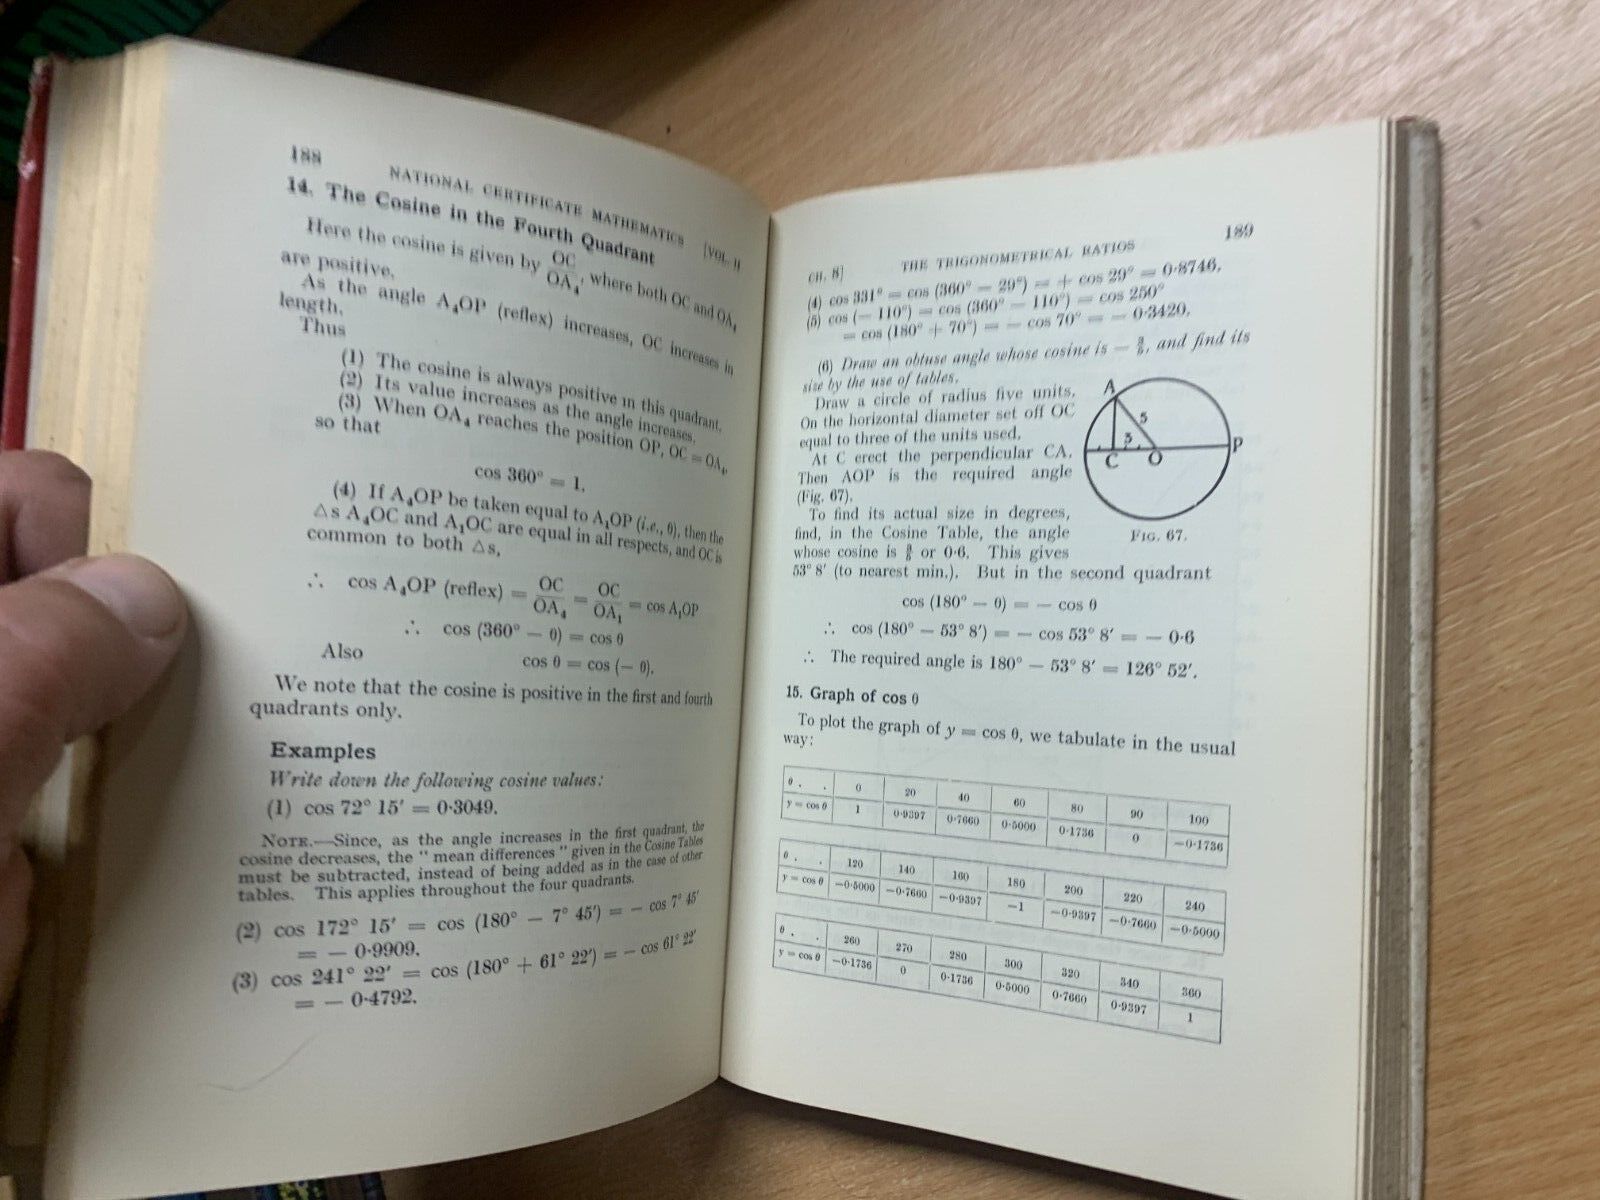 188
NATIONAL CERTIFICATE MATHEMATICS [VOL. I]
14. The Cosine in the Fourth Quadrant
Here the cosine is given by OC/OA₄, where both OC and OA₄
are positive.
As the angle A₄OP (reflex) increases, OC increases in
length.
Thus
(1) The cosine is always positive in this quadrant.
(2) Its value increases as the angle increases.
(3) When OA₄ reaches the position OP, OC = OA₄,
so that
cos 360° = 1.
(4) If A₄OP be taken equal to A₁OP (i.e., θ), then the
△s A₄OC and A₁OC are equal in all respects, and OC is
common to both △s,
∴ cos A₄OP (reflex) = OC/OA₄ = OC/OA₁ = cos A₁OP
∴ cos (360° − θ) = cos θ
Also cos θ = cos (− θ).
We note that the cosine is positive in the first and fourth
quadrants only.
Examples
Write down the following cosine values:
(1) cos 72° 15′ = 0·3049.
NOTE.—Since, as the angle increases in the first quadrant, the
cosine decreases, the "mean differences" given in the Cosine Tables
must be subtracted, instead of being added as in the case of other
tables. This applies throughout the four quadrants.
(2) cos 172° 15′ = cos (180° − 7° 45′) = − cos 7° 45′
= − 0·9909.
(3) cos 241° 22′ = cos (180° + 61° 22′) = − cos 61° 22′
= − 0·4792.
CH. 8] THE TRIGONOMETRICAL RATIOS 189
(4) cos 331° = cos (360° − 29°) = + cos 29° = 0·8746.
(5) cos (− 110°) = cos (360° − 110°) = cos 250°
= cos (180° + 70°) = − cos 70° = − 0·3420.
(6) Draw an obtuse angle whose cosine is − 3/5, and find its
size by the use of tables.
Draw a circle of radius five units.
On the horizontal diameter set off OC
equal to three of the units used.
At C erect the perpendicular CA.
Then AOP is the required angle
(Fig. 67).
To find its actual size in degrees,
find, in the Cosine Table, the angle
whose cosine is 3/5 or 0·6. This gives
53° 8′ (to nearest min.). But in the second quadrant
A
5
3
C O P
FIG. 67.
cos (180° − θ) = − cos θ
∴ cos (180° − 53° 8′) = − cos 53° 8′ = − 0·6
∴ The required angle is 180° − 53° 8′ = 126° 52′.
15. Graph of cos θ
To plot the graph of y = cos θ, we tabulate in the usual
way:
θ . . 0 20 40 60 80 90 100
y = cos θ 1 0·9397 0·7660 0·5000 0·1736 0 −0·1736
θ . . 120 140 160 180 200 220 240
y = cos θ −0·5000 −0·7660 −0·9397 −1 −0·9397 −0·7660 −0·5000
θ . . 260 270 280 300 320 340 360
y = cos θ −0·1736 0 0·1736 0·5000 0·7660 0·9397 1